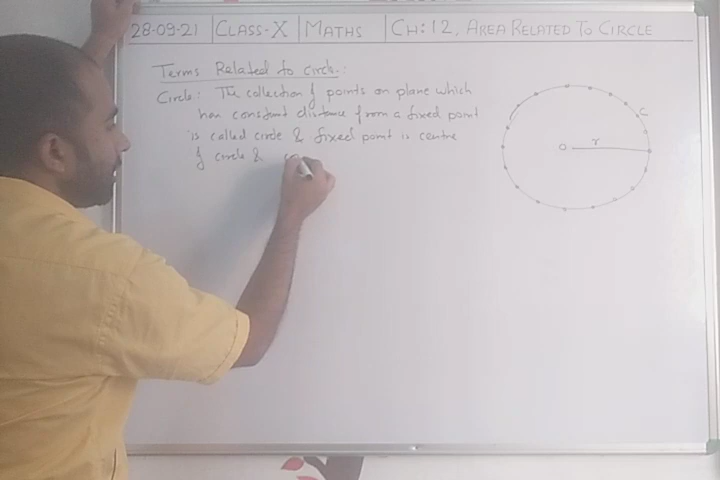 28-09-21 CLASS-X MATHS CH: 12, AREA RELATED TO CIRCLE
Terms Related to circle:
Circle: The collection of points on plane which
has constant distance from a fixed point
is called circle & fixed point is centre
of circle &
C
O r